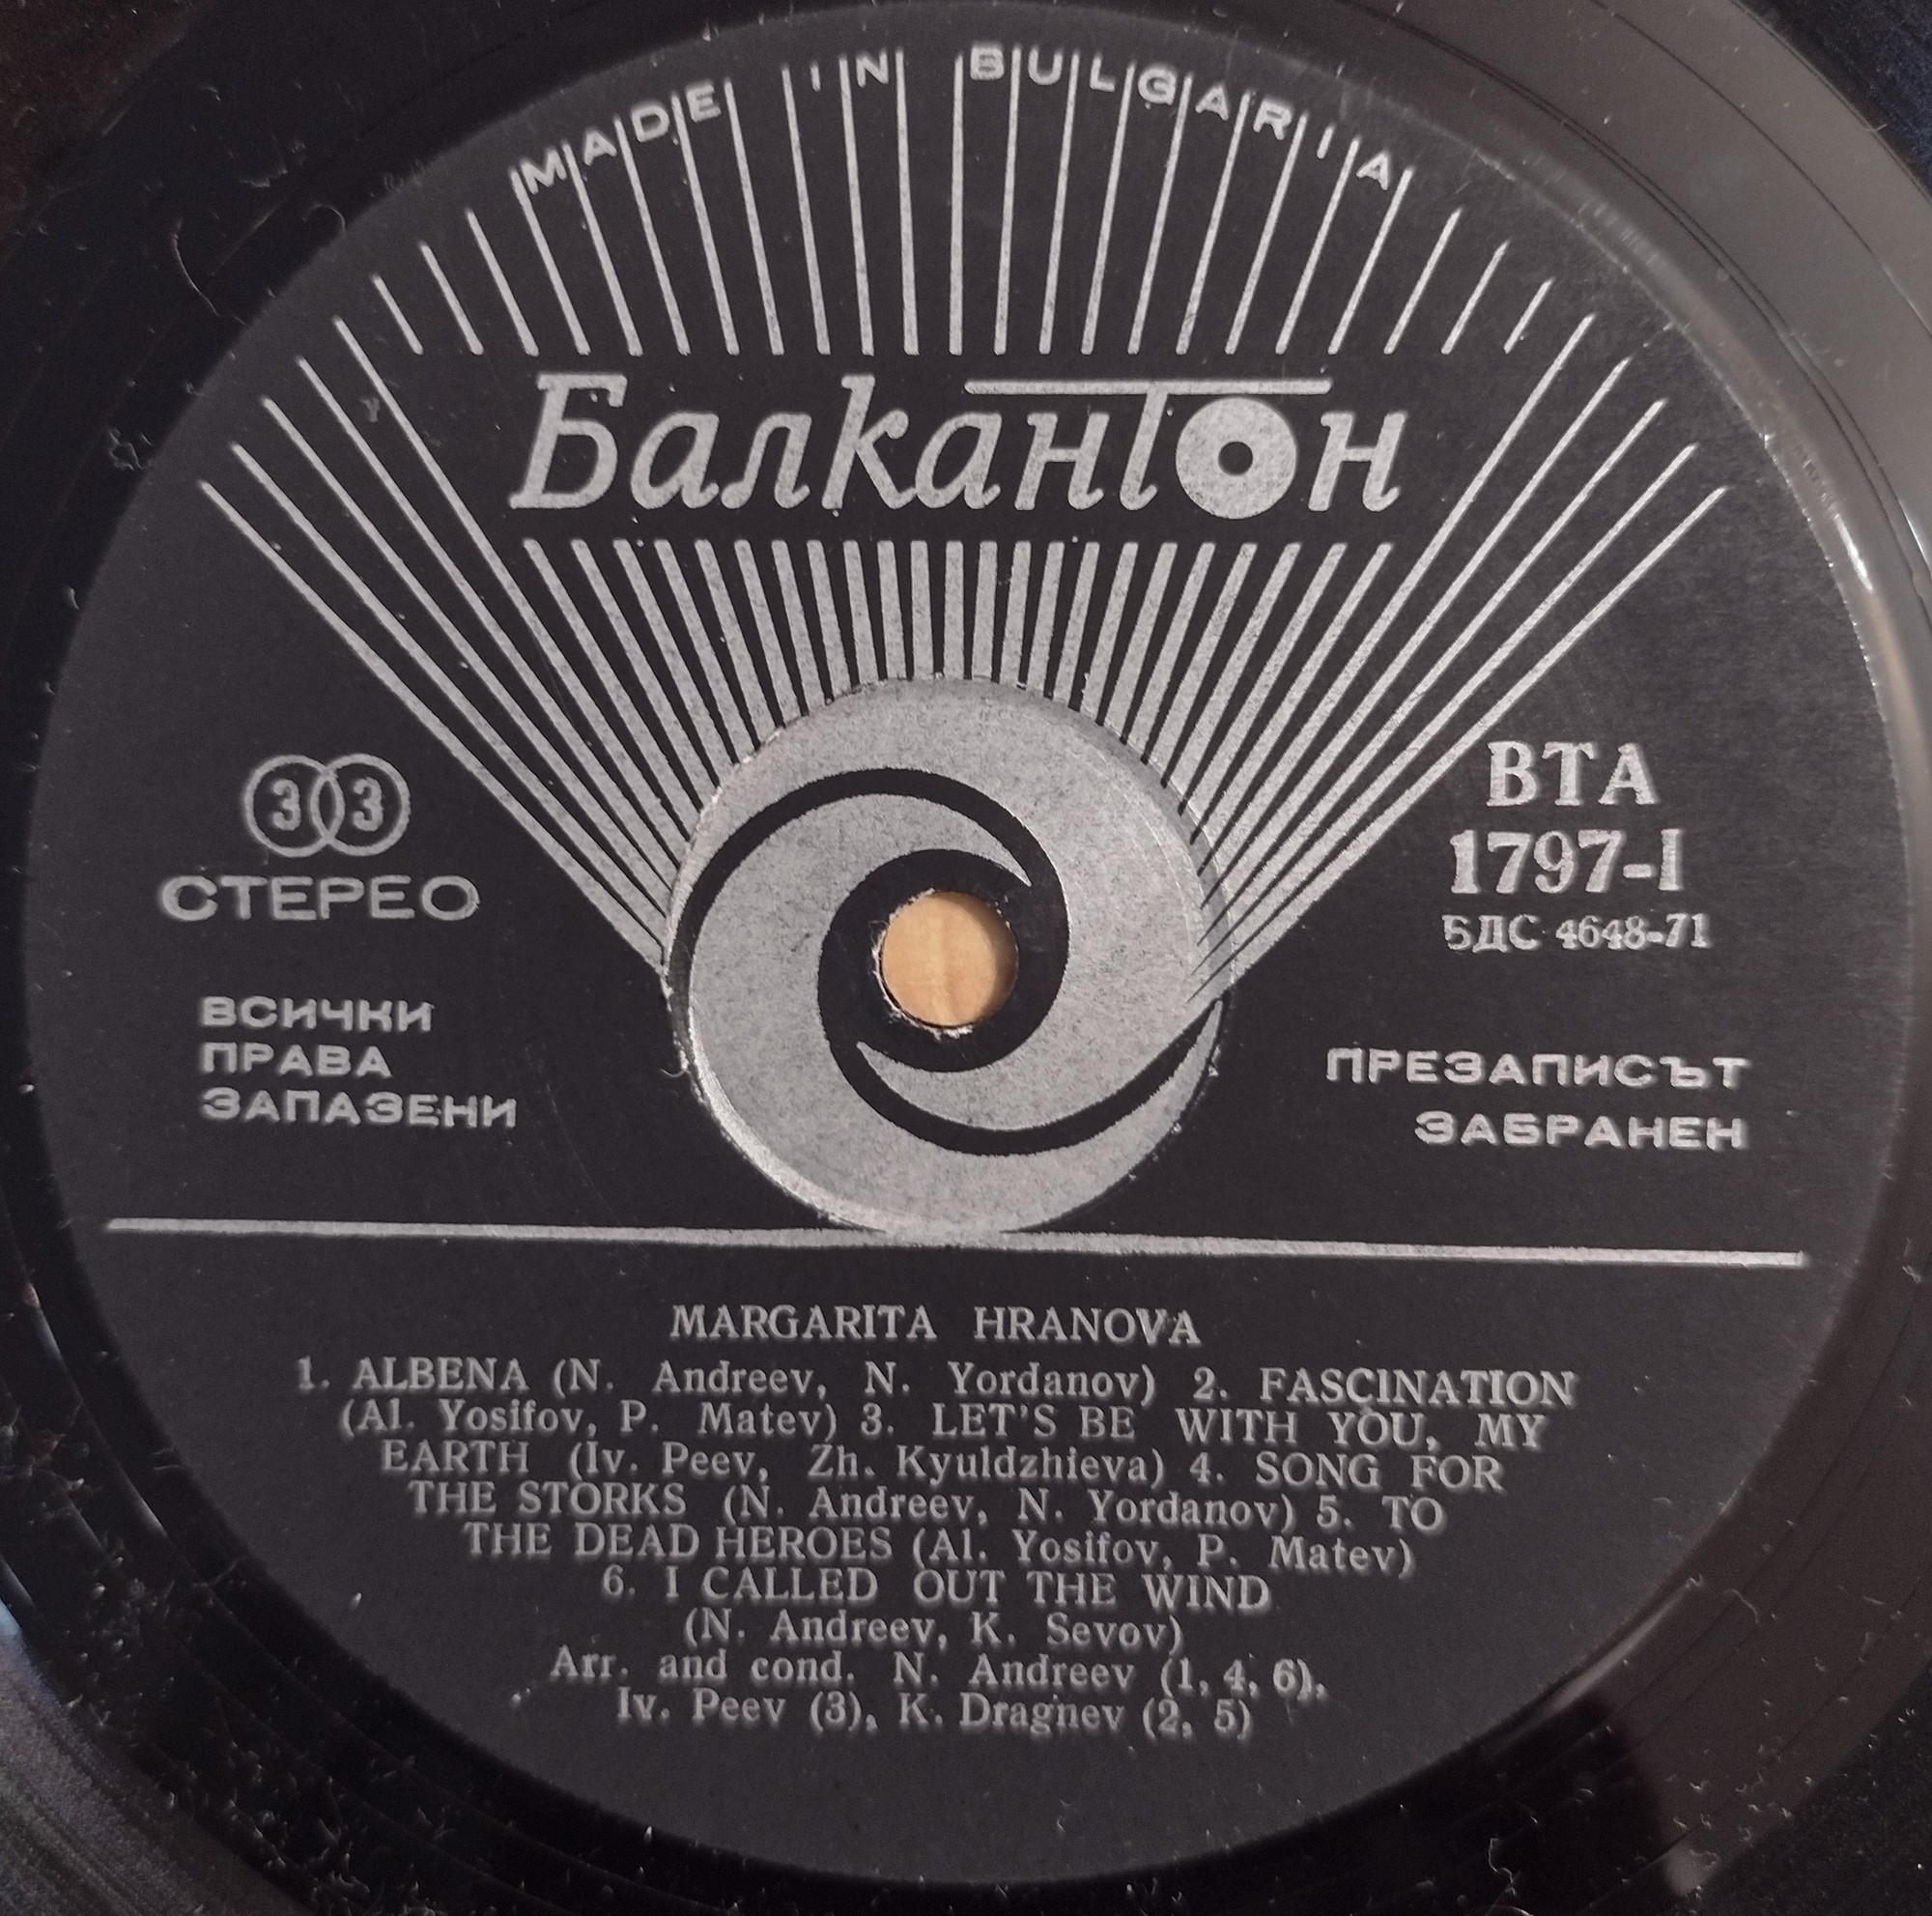 MADE IN BULGARIA
Балкантон
33
СТЕРЕО
ВТА
1797-I
БДС 4648-71
ВСИЧКИ
ПРАВА
ЗАПАЗЕНИ
ПРЕЗАПИСЪТ
ЗАБРАНЕН
MARGARITA HRANOVA
1. ALBENA (N. Andreev, N. Yordanov) 2. FASCINATION
(Al. Yosifov, P. Matev) 3. LET'S BE WITH YOU, MY
EARTH (Iv. Peev, Zh. Kyuldzhieva) 4. SONG FOR
THE STORKS (N. Andreev, N. Yordanov) 5. TO
THE DEAD HEROES (Al. Yosifov, P. Matev)
6. I CALLED OUT THE WIND
(N. Andreev, K. Sevov)
Arr. and cond. N. Andreev (1, 4, 6),
Iv. Peev (3), K. Dragnev (2, 5)